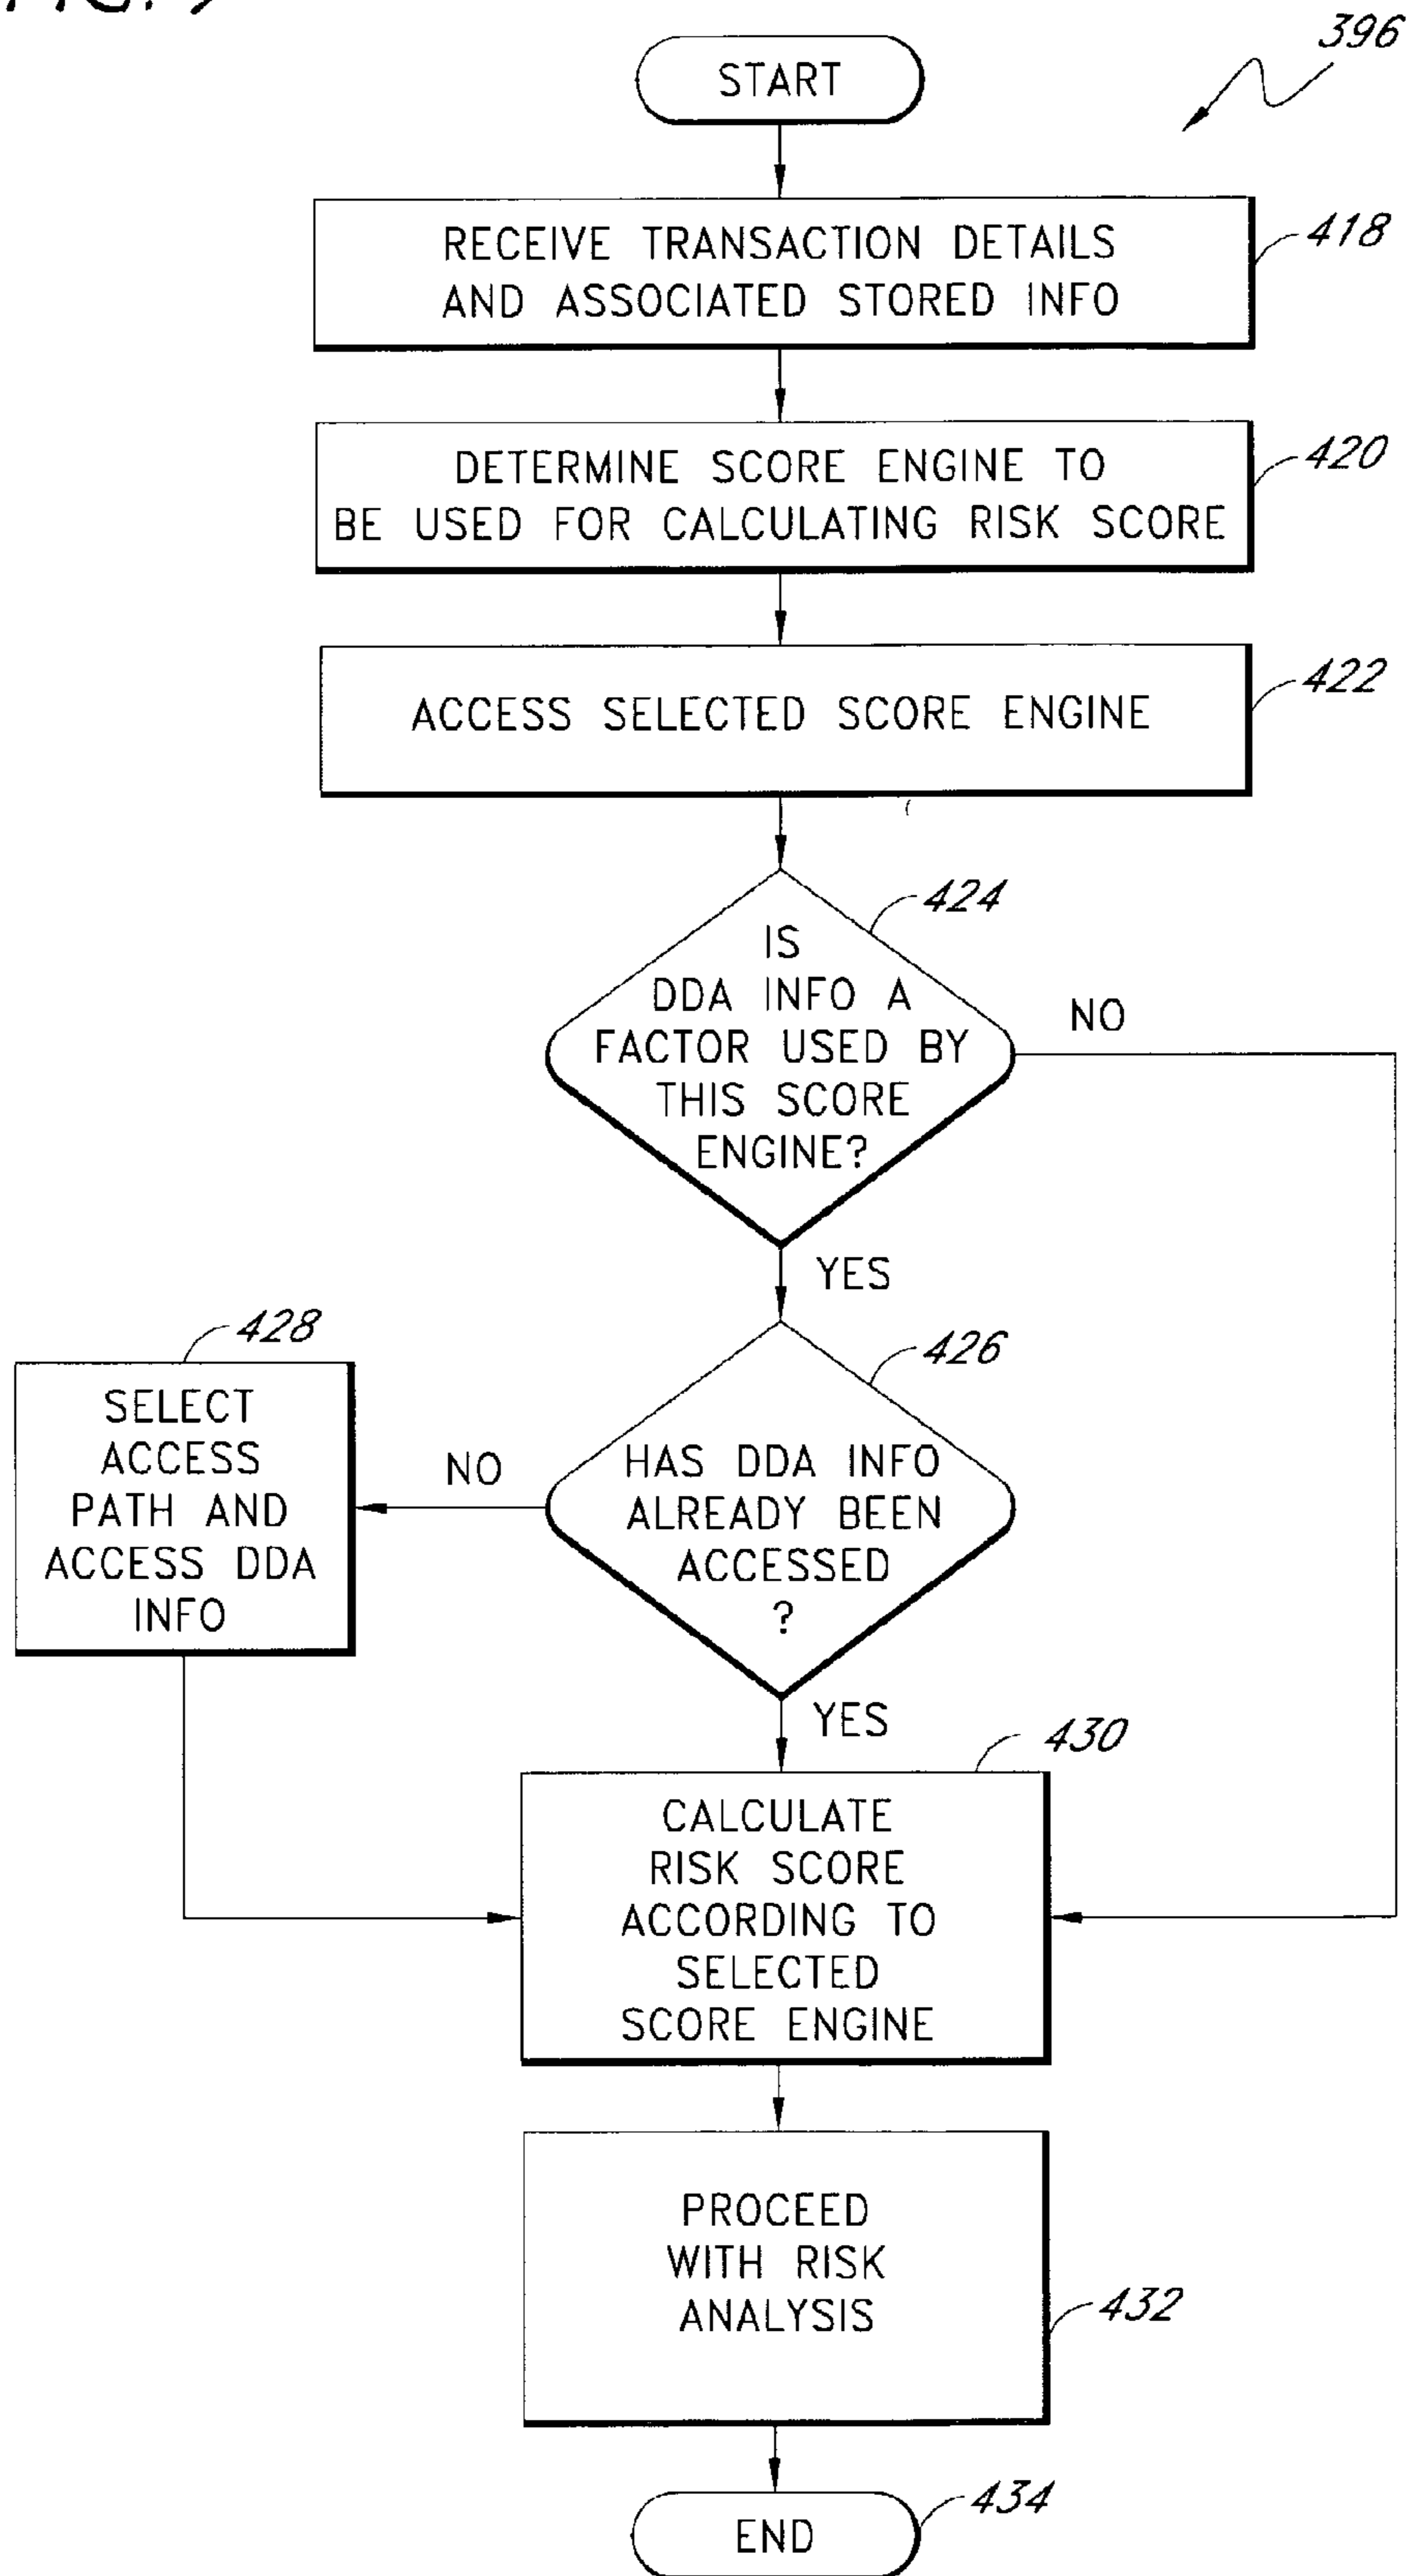 396
START
RECEIVE TRANSACTION DETAILS
AND ASSOCIATED STORED INFO
418
DETERMINE SCORE ENGINE TO
BE USED FOR CALCULATING RISK SCORE
420
ACCESS SELECTED SCORE ENGINE
422
424
IS
DDA INFO A
FACTOR USED BY
THIS SCORE
ENGINE?
NO
YES
426
HAS DDA INFO
ALREADY BEEN
ACCESSED
?
NO
428
SELECT
ACCESS
PATH AND
ACCESS DDA
INFO
YES
430
CALCULATE
RISK SCORE
ACCORDING TO
SELECTED
SCORE ENGINE
PROCEED
WITH RISK
ANALYSIS
432
END
434